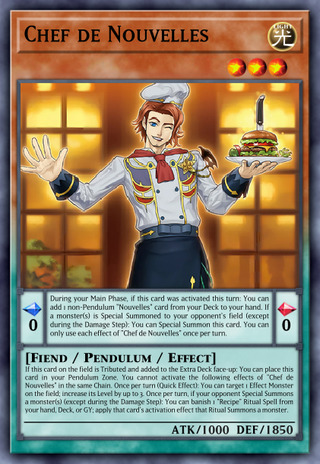 Chef de Nouvelles
LIGHT
光
During your Main Phase, if this card was activated this turn: You can
add 1 non-Pendulum "Nouvelles" card from your Deck to your hand. If
a monster(s) is Special Summoned to your opponent's field (except
during the Damage Step): You can Special Summon this card. You can
only use each effect of "Chef de Nouvelles" once per turn.
0
0
[Fiend / Pendulum / Effect]
If this card on the field is Tributed and added to the Extra Deck face-up: You can place this
card in your Pendulum Zone. You cannot activate the following effects of "Chef de
Nouvelles" in the same Chain. Once per turn (Quick Effect): You can target 1 Effect Monster
on the field; increase its Level by up to 3. Once per turn, if your opponent Special Summons
a monster(s) (except during the Damage Step): You can banish 1 "Recipe" Ritual Spell from
your hand, Deck, or GY; apply that card's activation effect that Ritual Summons a monster.
ATK/1000 DEF/1850